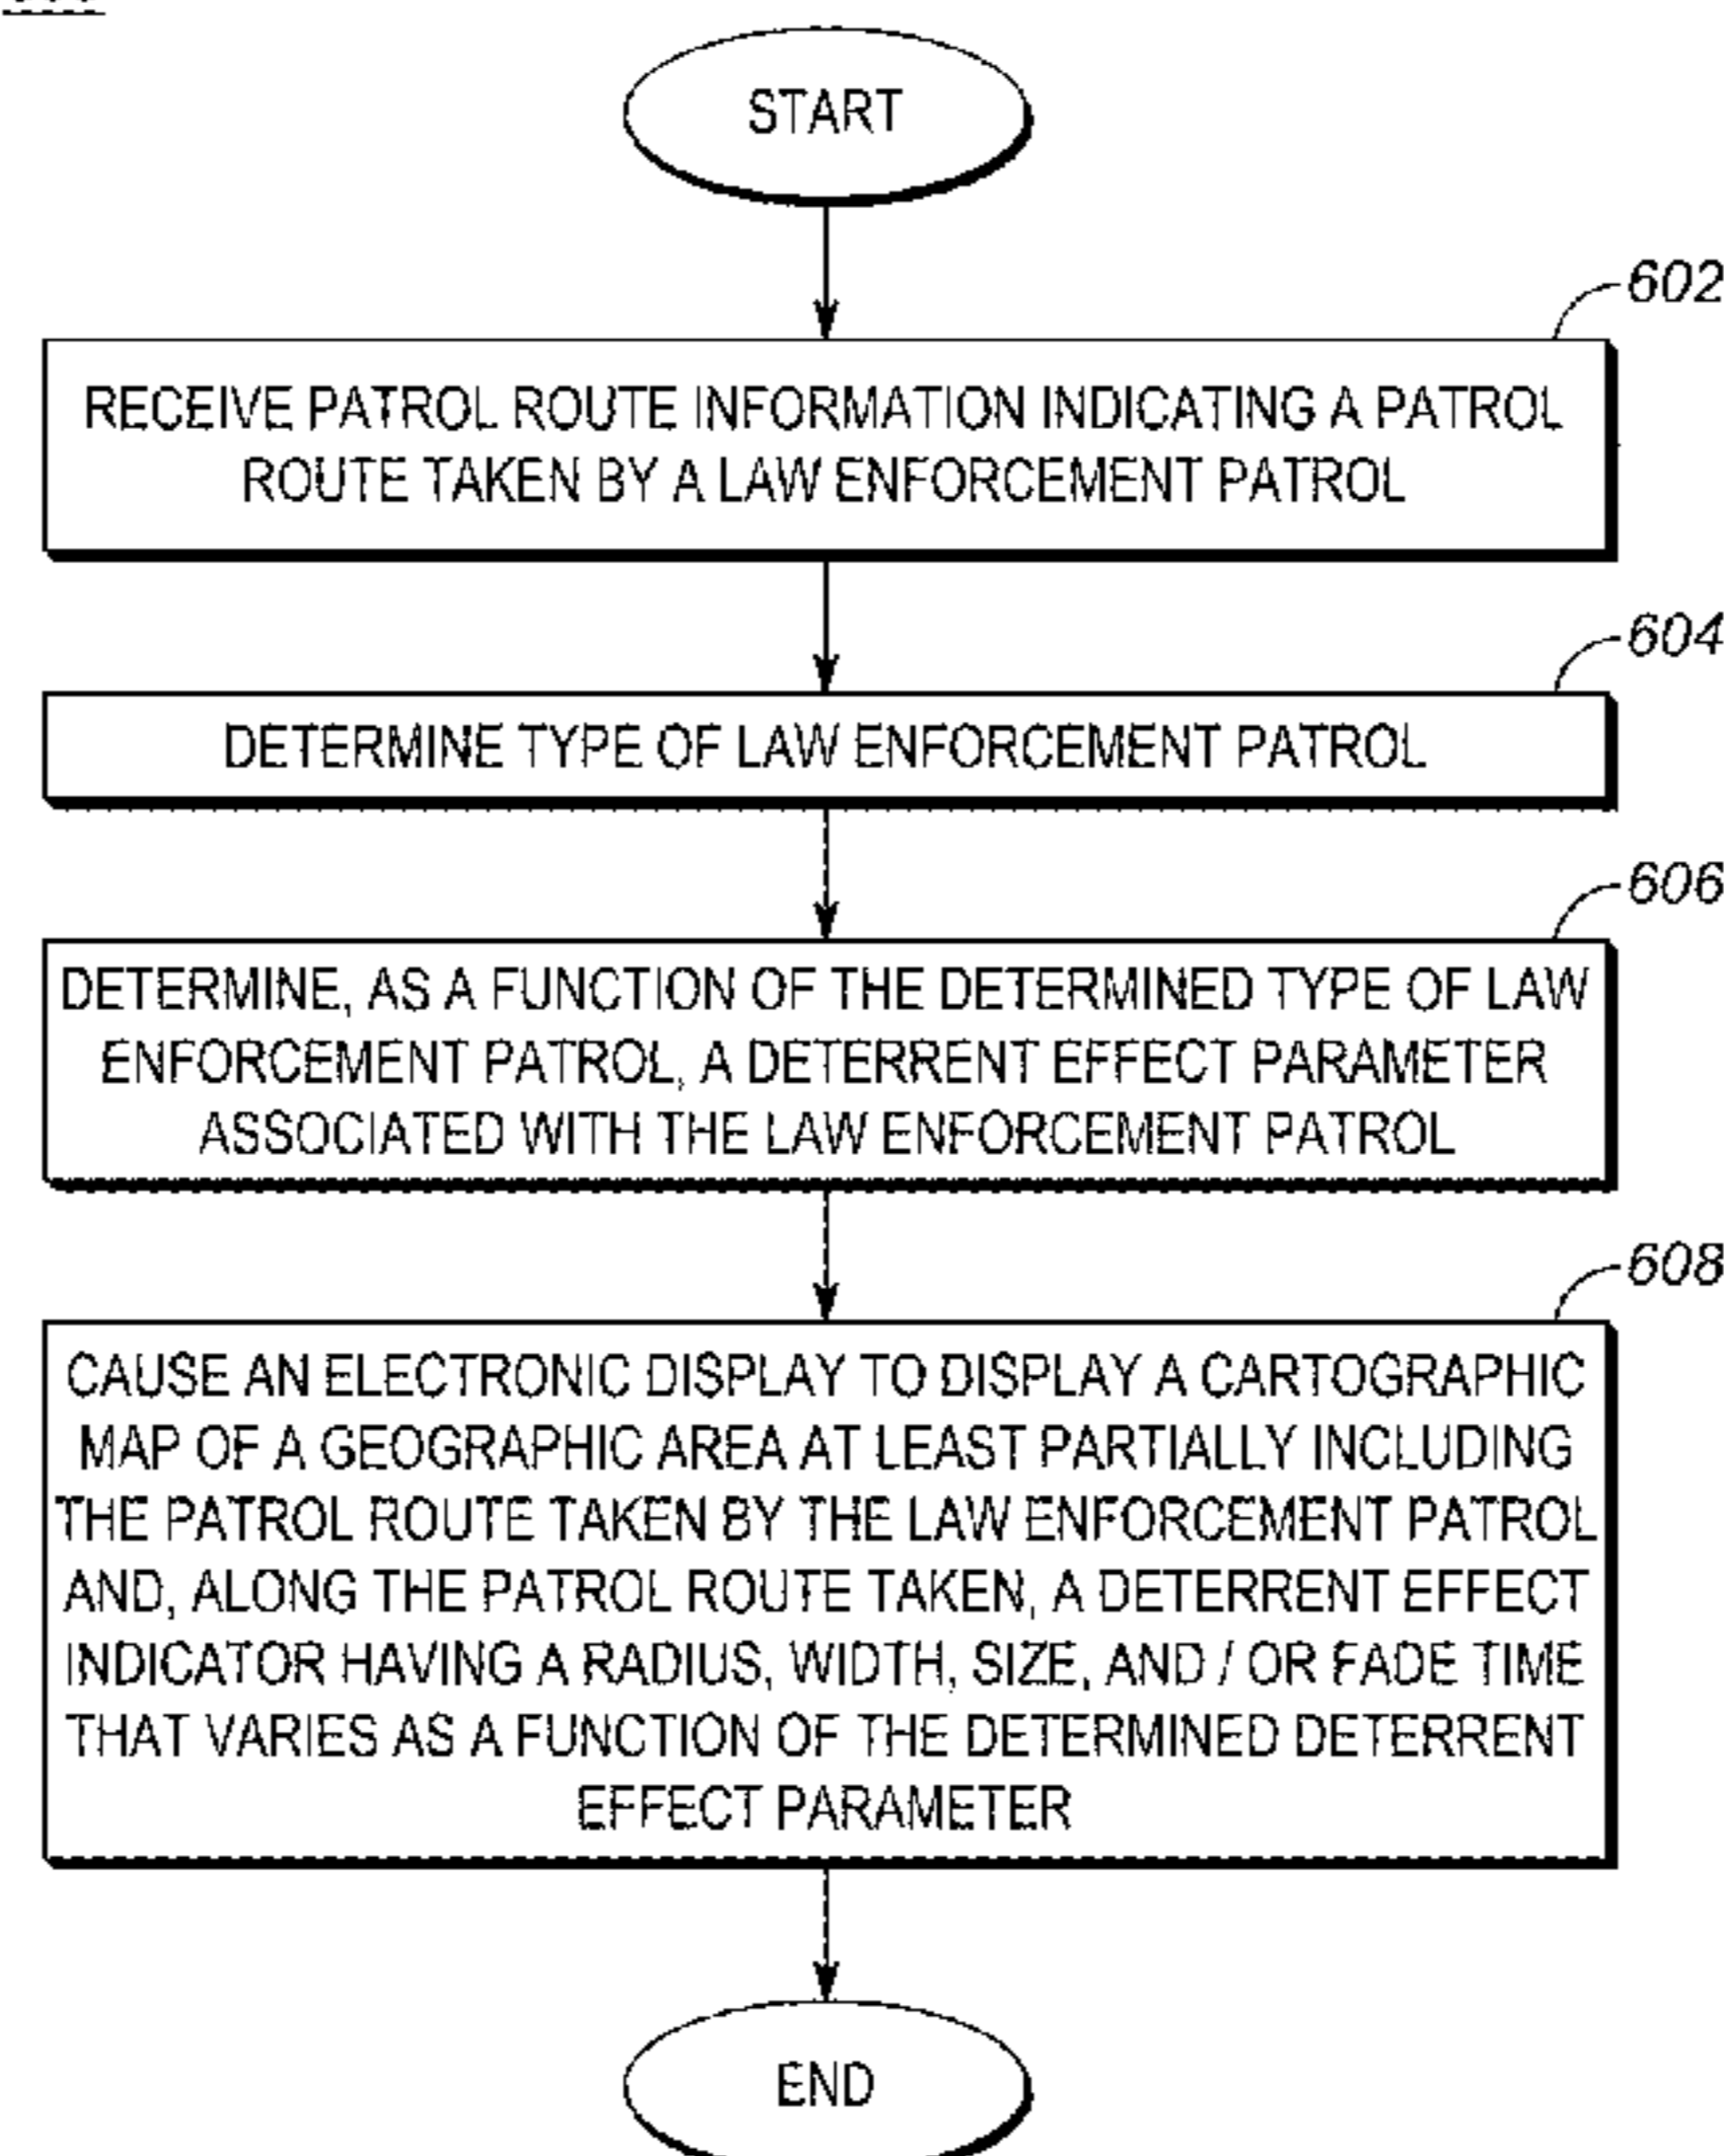 START
602
RECEIVE PATROL ROUTE INFORMATION INDICATING A PATROL
ROUTE TAKEN BY A LAW ENFORCEMENT PATROL
604
DETERMINE TYPE OF LAW ENFORCEMENT PATROL
606
DETERMINE, AS A FUNCTION OF THE DETERMINED TYPE OF LAW
ENFORCEMENT PATROL, A DETERRENT EFFECT PARAMETER
ASSOCIATED WITH THE LAW ENFORCEMENT PATROL
608
CAUSE AN ELECTRONIC DISPLAY TO DISPLAY A CARTOGRAPHIC
MAP OF A GEOGRAPHIC AREA AT LEAST PARTIALLY INCLUDING
THE PATROL ROUTE TAKEN BY THE LAW ENFORCEMENT PATROL
AND, ALONG THE PATROL ROUTE TAKEN, A DETERRENT EFFECT
INDICATOR HAVING A RADIUS, WIDTH, SIZE, AND / OR FADE TIME
THAT VARIES AS A FUNCTION OF THE DETERMINED DETERRENT
EFFECT PARAMETER
END